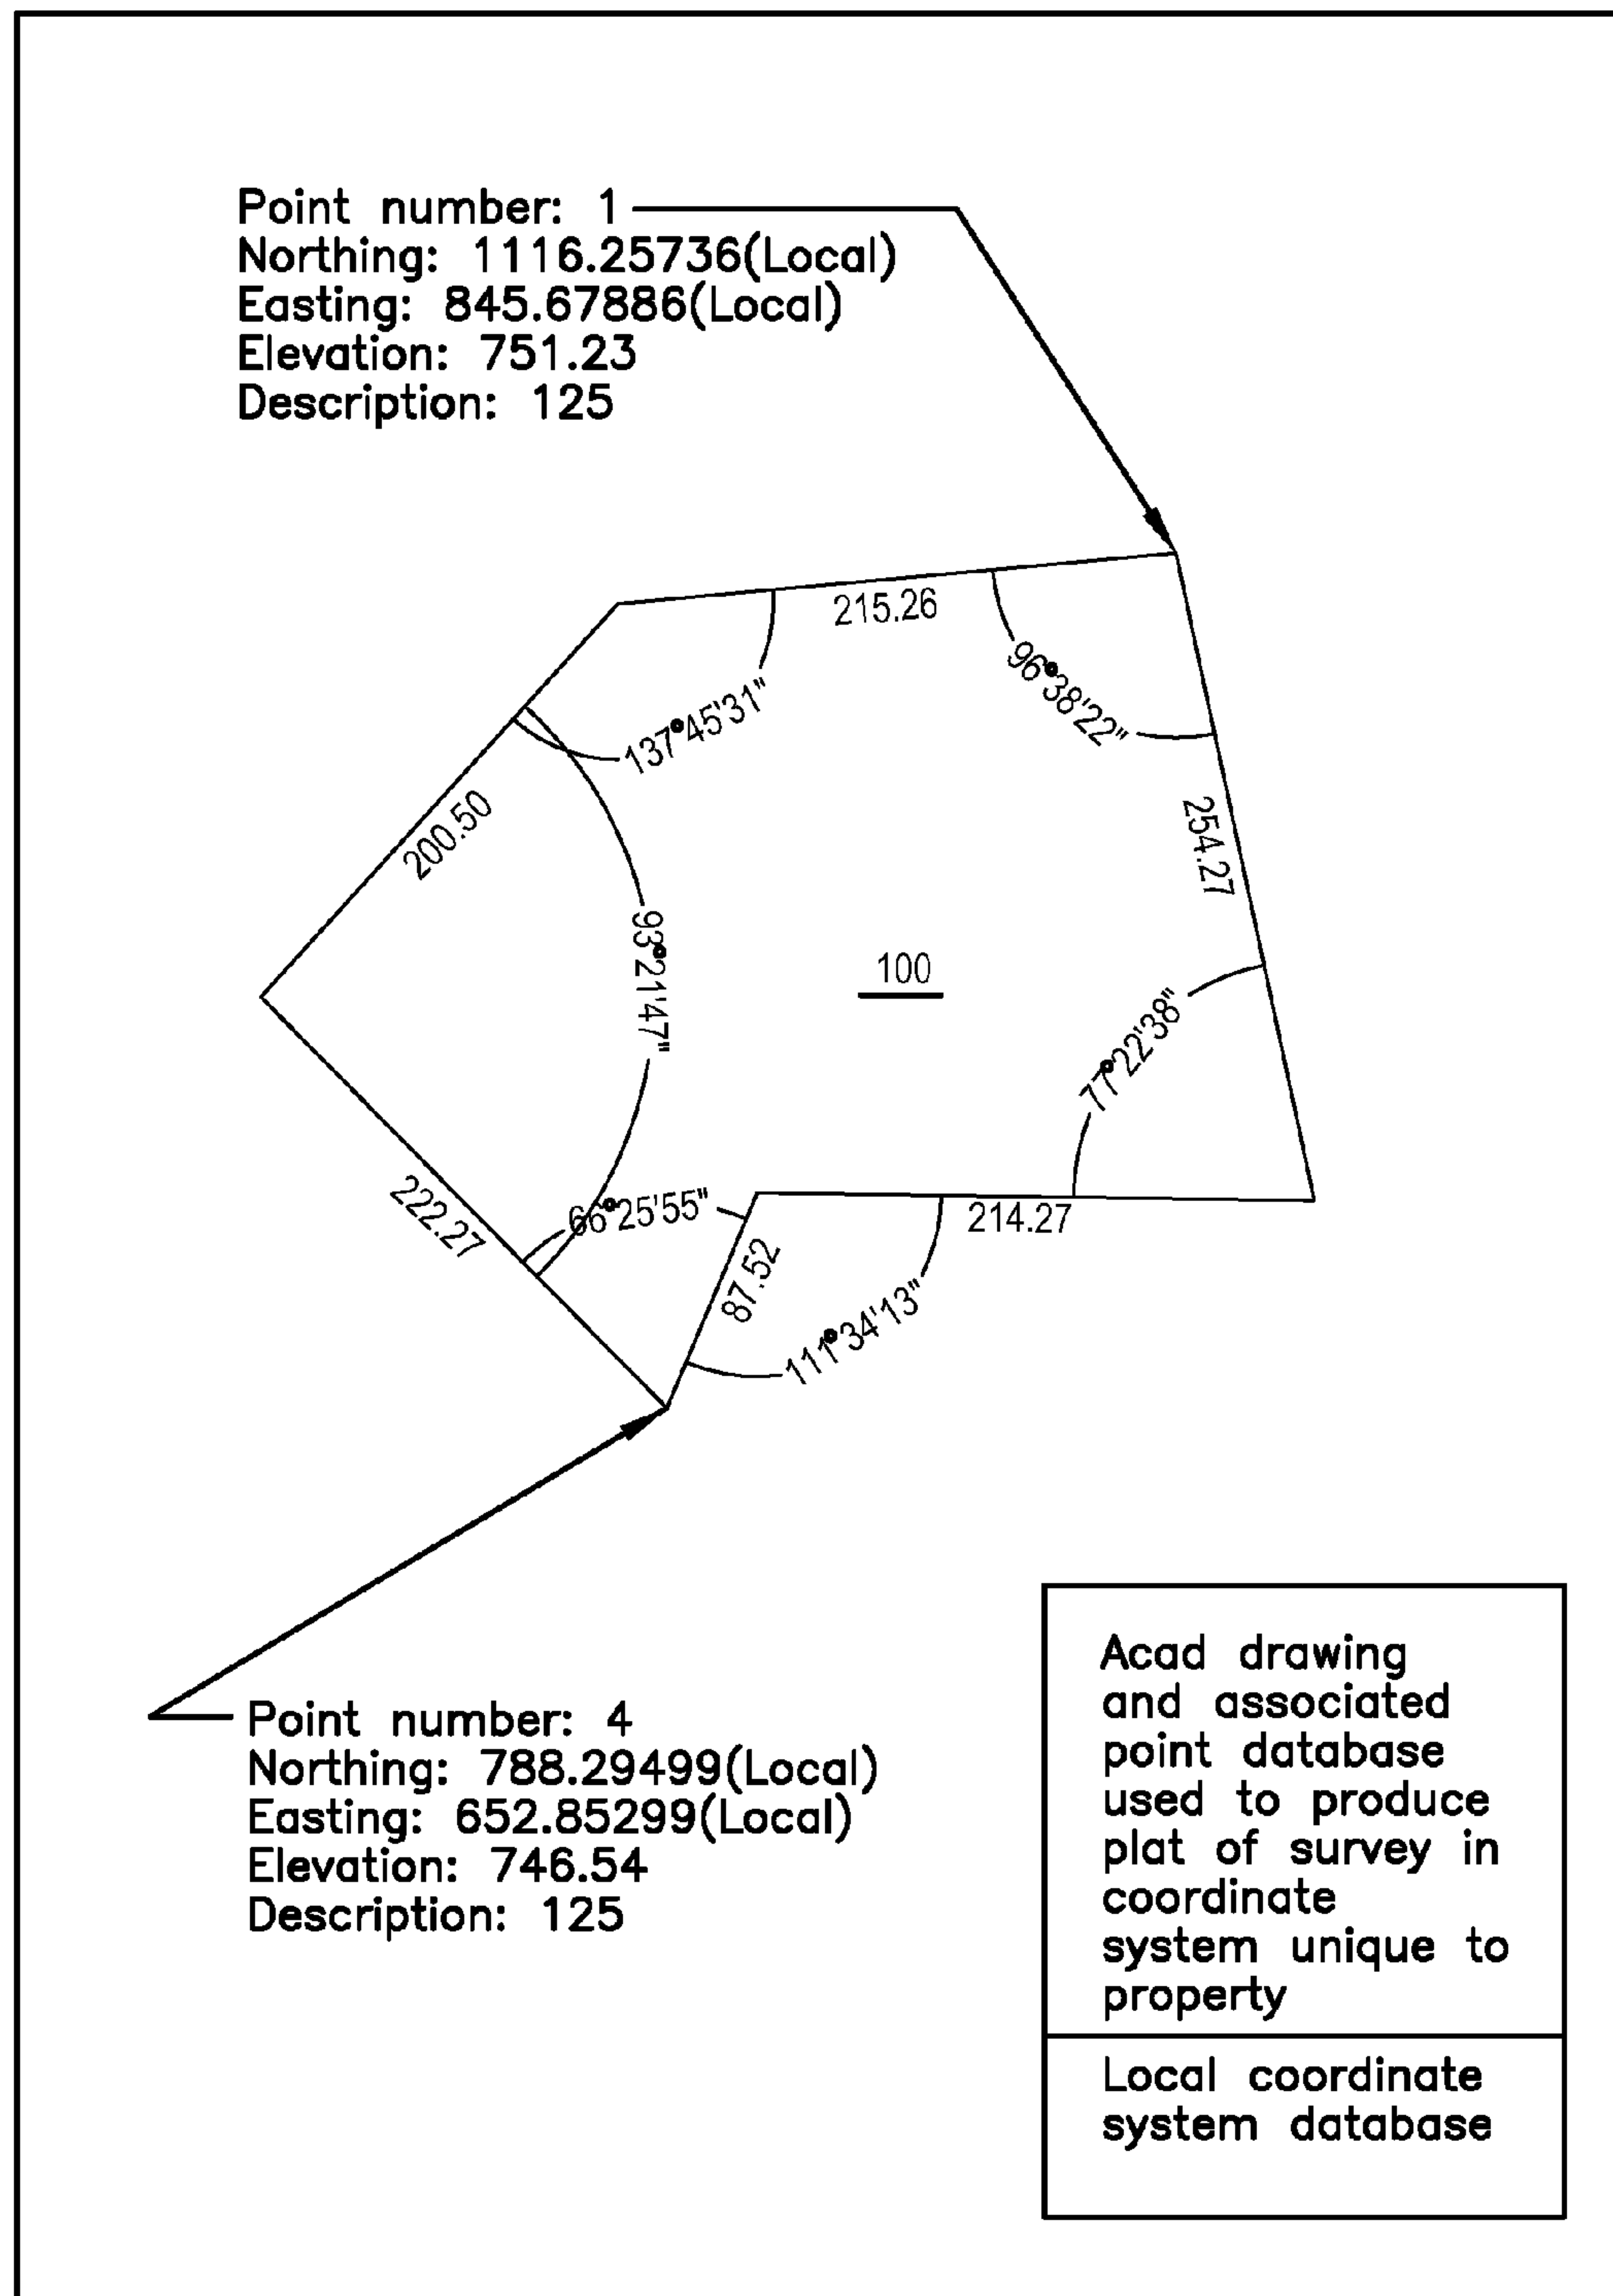 Point number: 1
Northing: 1116.25736(Local)
Easting: 845.67886(Local)
Elevation: 751.23
Description: 125
215.26
96°38'22"
137°45'31"
200.50
254.27
93°21'47"
100
77°22'38"
66°25'55"
222.27
214.27
87.52
111°34'13"
Point number: 4
Northing: 788.29499(Local)
Easting: 652.85299(Local)
Elevation: 746.54
Description: 125
Acad drawing
and associated
point database
used to produce
plat of survey in
coordinate
system unique to
property
Local coordinate
system database